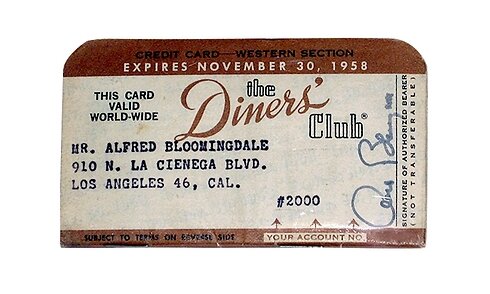 CREDIT CARD—WESTERN SECTION
EXPIRES NOVEMBER 30, 1958
THIS CARD
VALID
WORLD-WIDE
the
Diners'
Club®
MR. ALFRED BLOOMINGDALE
910 N. LA CIENEGA BLVD.
LOS ANGELES 46, CAL.
#2000
SUBJECT TO TERMS ON REVERSE SIDE
YOUR ACCOUNT NO.
SIGNATURE OF AUTHORIZED BEARER
(NOT TRANSFERABLE)